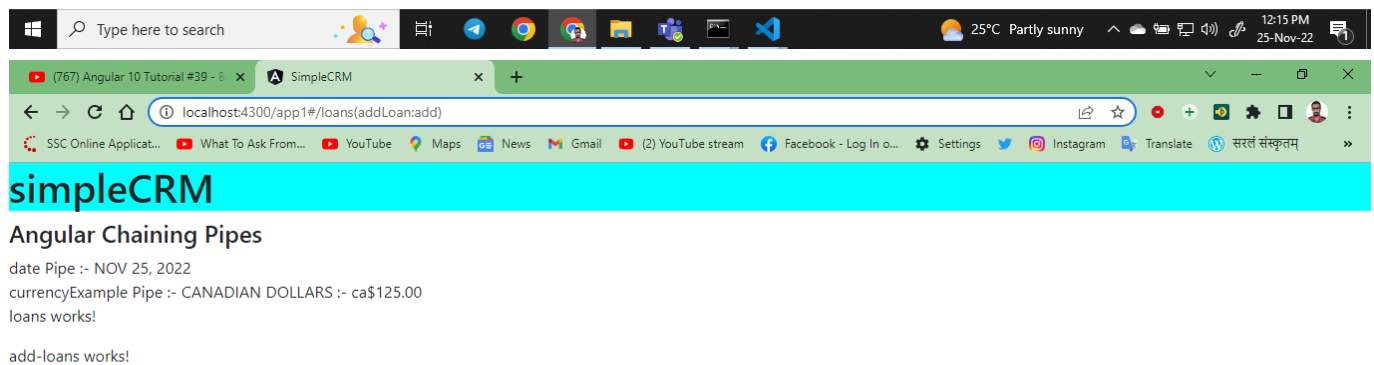 Type here to search
25°C Partly sunny
12:15 PM
25-Nov-22
1
(767) Angular 10 Tutorial #39 - B
SimpleCRM
localhost:4300/app1#/loans(addLoan:add)
SSC Online Applicat... What To Ask From... YouTube Maps News Gmail (2) YouTube stream Facebook - Log In o... Settings Instagram Translate सरलं संस्कृतम् »
simpleCRM
Angular Chaining Pipes
date Pipe :- NOV 25, 2022
currencyExample Pipe :- CANADIAN DOLLARS :- ca$125.00
loans works!
add-loans works!